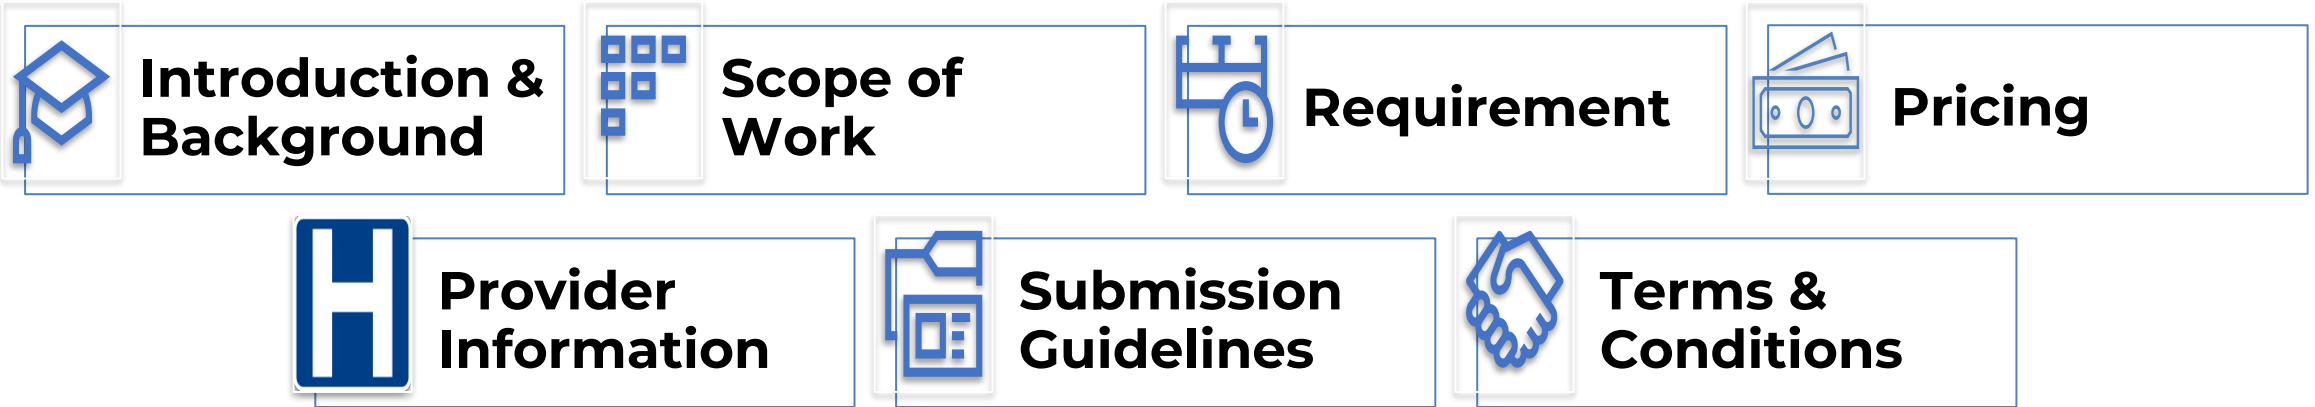 Introduction &
Background
Scope of
Work
Requirement
Pricing
Provider
Information
Submission
Guidelines
Terms &
Conditions